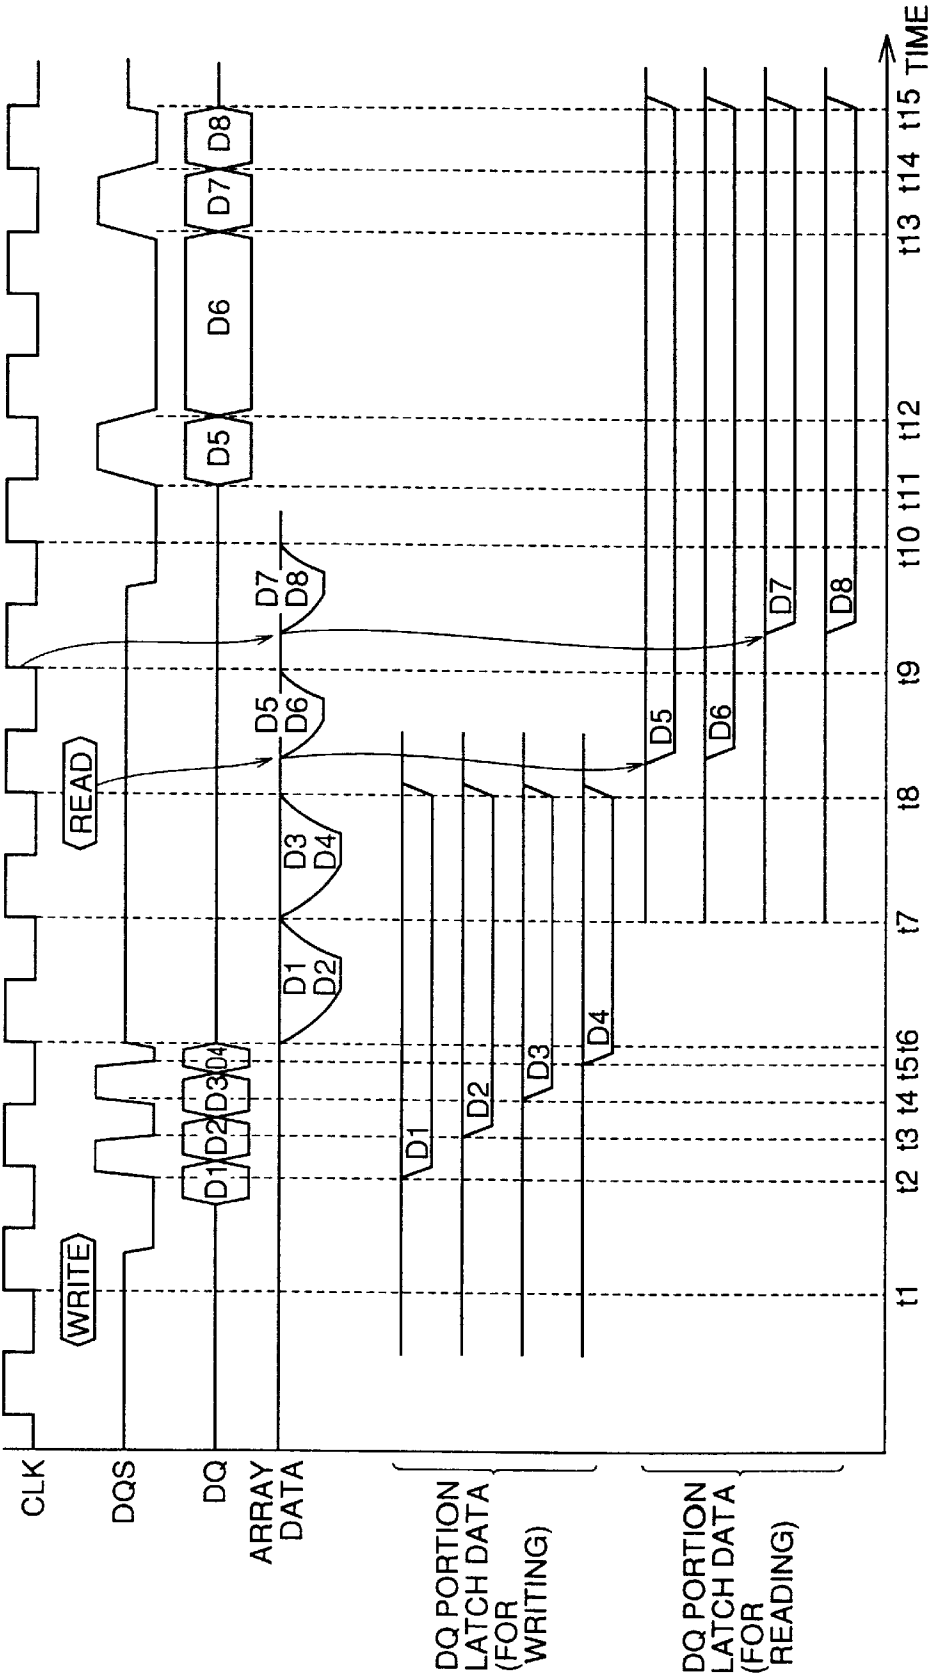 CLK
WRITE
READ
DQS
DQ
D1
D2
D3
D4
D5
D6
D7
D8
ARRAY
DATA
D1
D2
D3
D4
D5
D6
D7
D8
DQ PORTION
LATCH DATA
(FOR
WRITING)
D1
D2
D3
D4
DQ PORTION
LATCH DATA
(FOR
READING)
D5
D6
D7
D8
t1
t2
t3
t4
t5
t6
t7
t8
t9
t10
t11
t12
t13
t14
t15
TIME